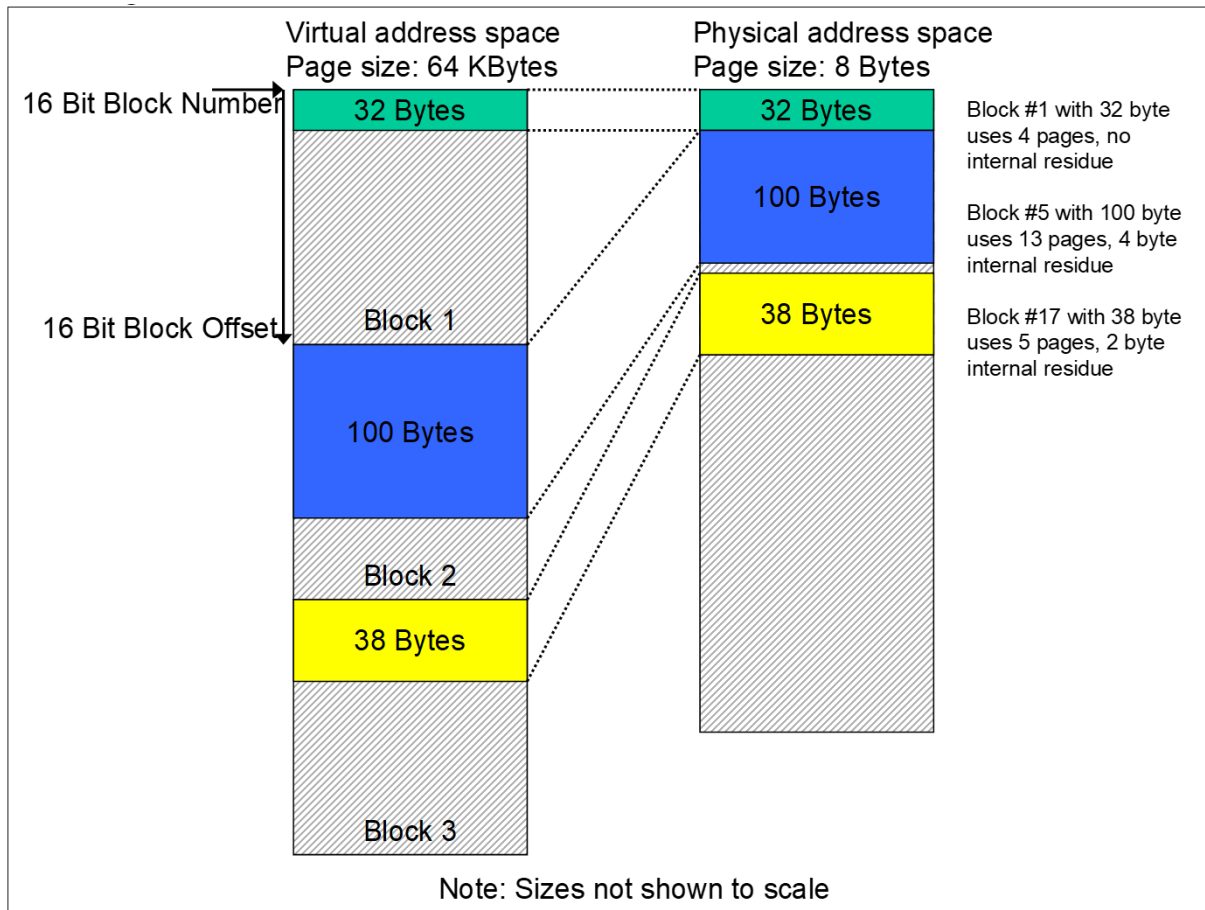 Virtual address space
Page size: 64 KBytes
Physical address space
Page size: 8 Bytes
16 Bit Block Number
32 Bytes
32 Bytes
Block #1 with 32 byte
uses 4 pages, no
internal residue
100 Bytes
Block #5 with 100 byte
uses 13 pages, 4 byte
internal residue
16 Bit Block Offset
Block 1
38 Bytes
Block #17 with 38 byte
uses 5 pages, 2 byte
internal residue
100 Bytes
Block 2
38 Bytes
Block 3
Note: Sizes not shown to scale